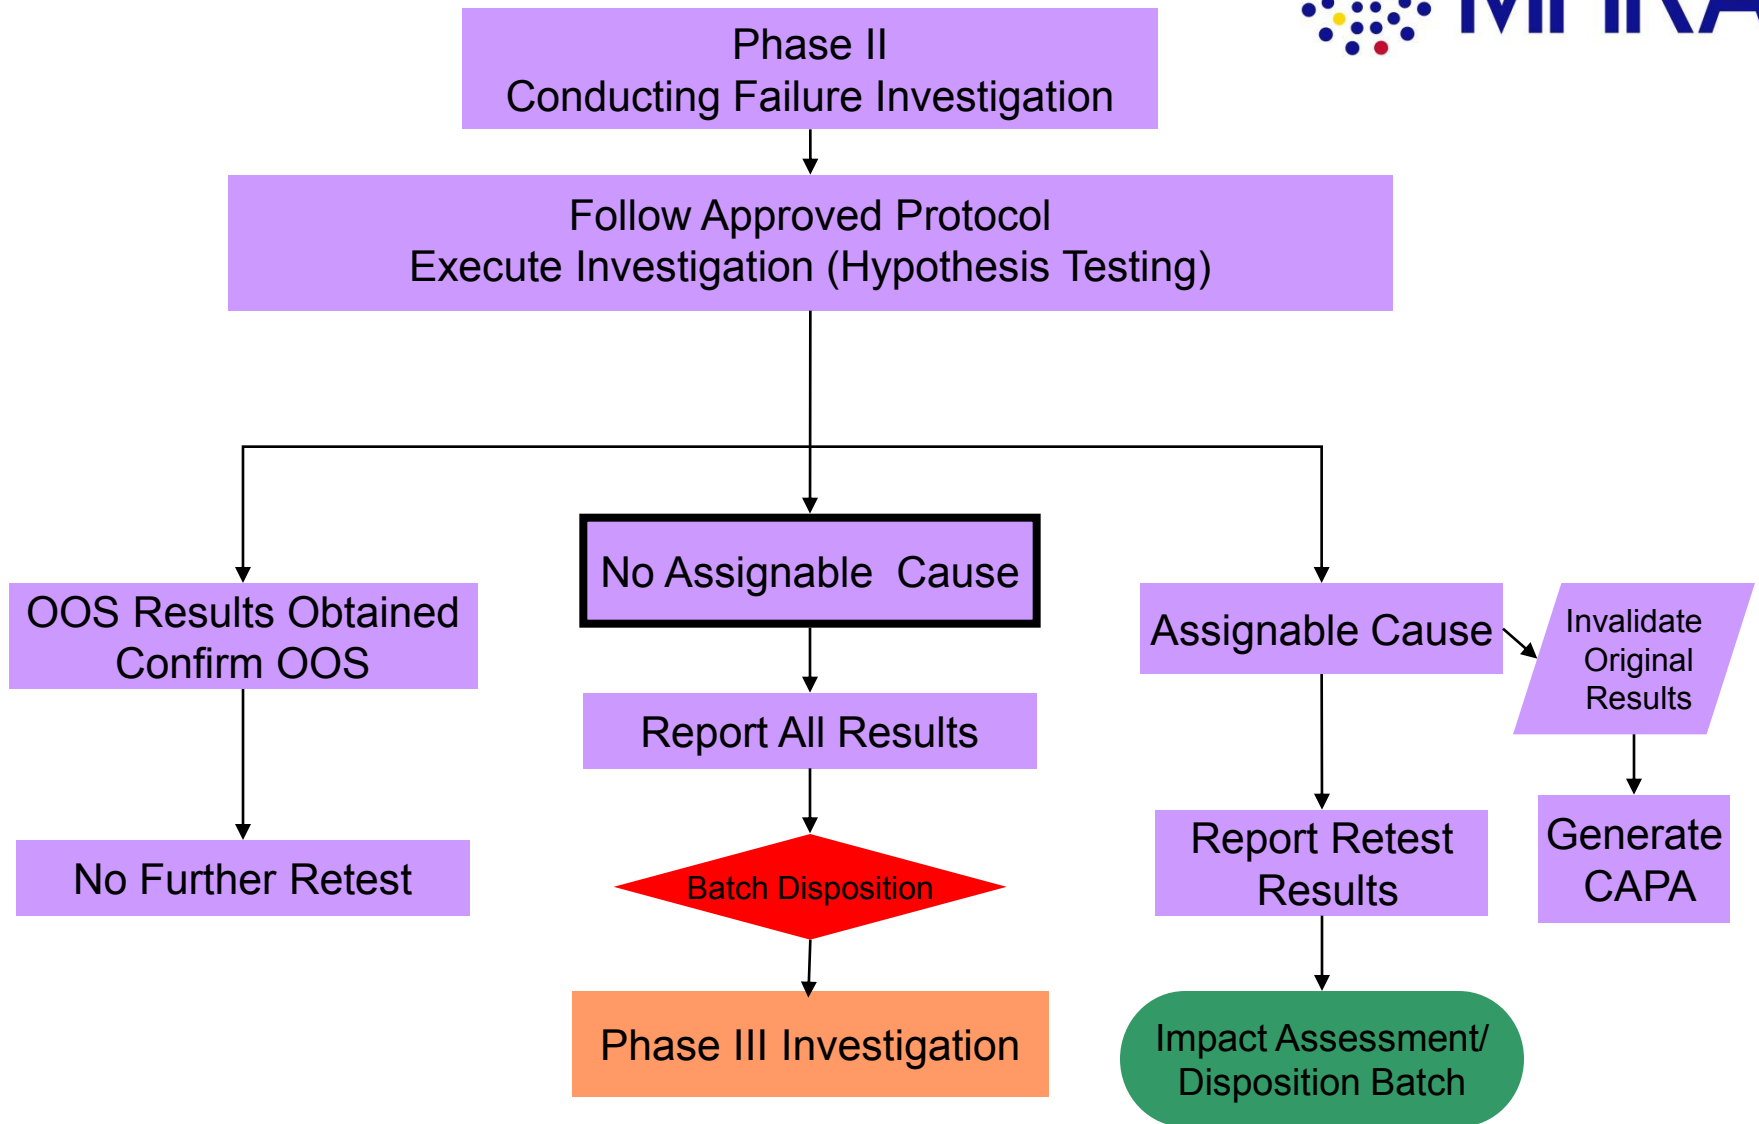 MHRA
Phase II
Conducting Failure Investigation
Follow Approved Protocol
Execute Investigation (Hypothesis Testing)
OOS Results Obtained
Confirm OOS
No Further Retest
No Assignable Cause
Report All Results
Batch Disposition
Phase III Investigation
Assignable Cause
Report Retest
Results
Impact Assessment/
Disposition Batch
Invalidate
Original
Results
Generate
CAPA